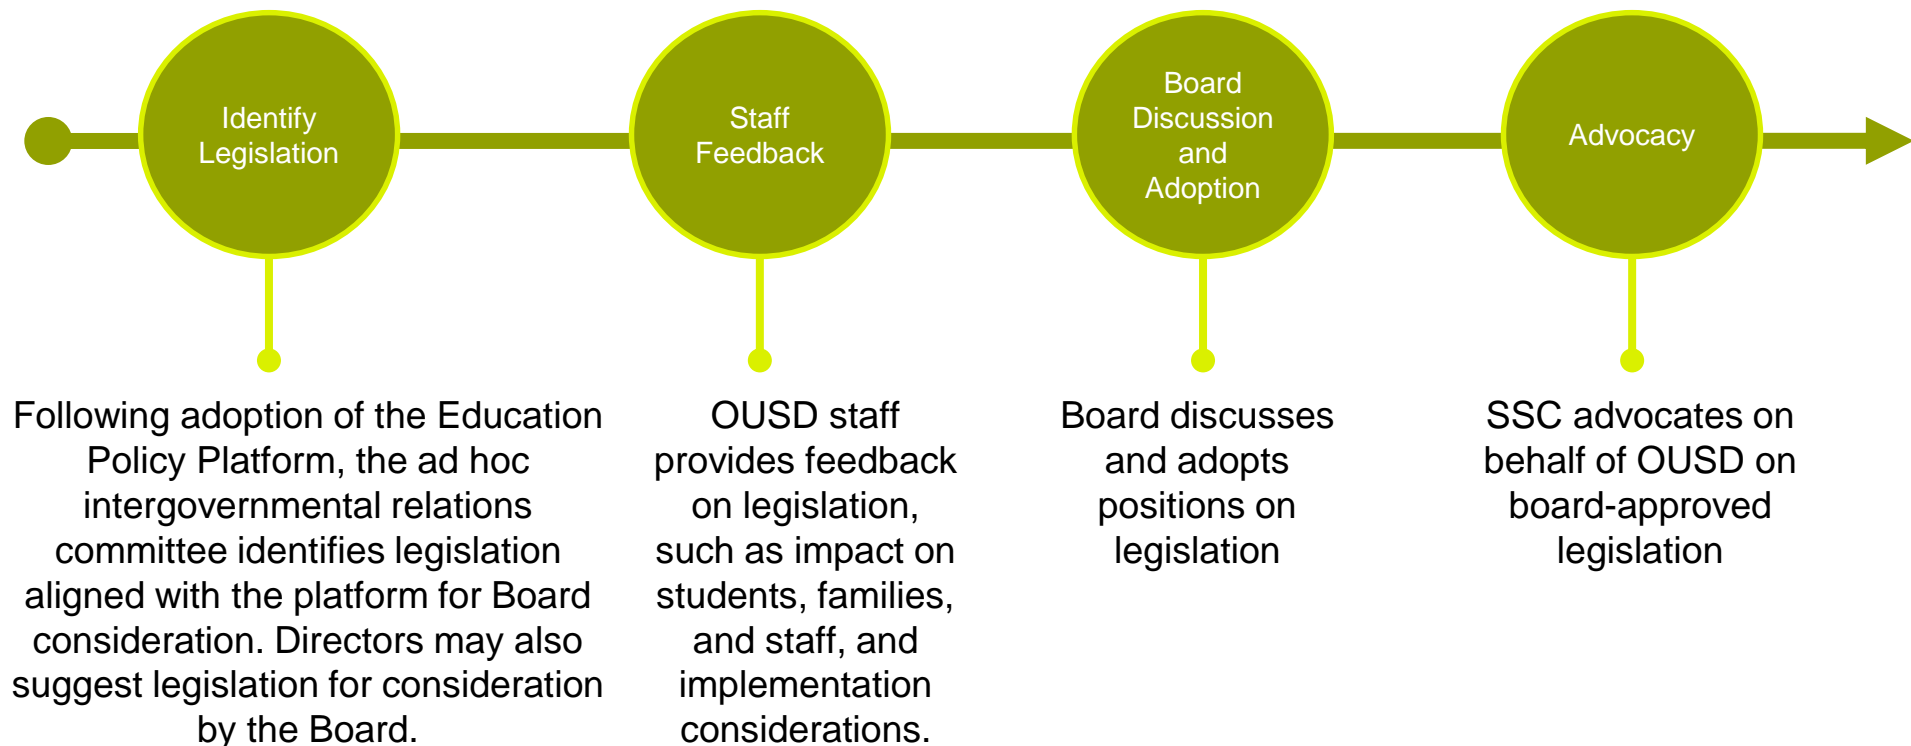 Identify
Legislation
Staff
Feedback
Board
Discussion
and
Adoption
Advocacy
Following adoption of the Education
Policy Platform, the ad hoc
intergovernmental relations
committee identifies legislation
aligned with the platform for Board
consideration. Directors may also
suggest legislation for consideration
by the Board.
OUSD staff
provides feedback
on legislation,
such as impact on
students, families,
and staff, and
implementation
considerations.
Board discusses
and adopts
positions on
legislation
SSC advocates on
behalf of OUSD on
board-approved
legislation